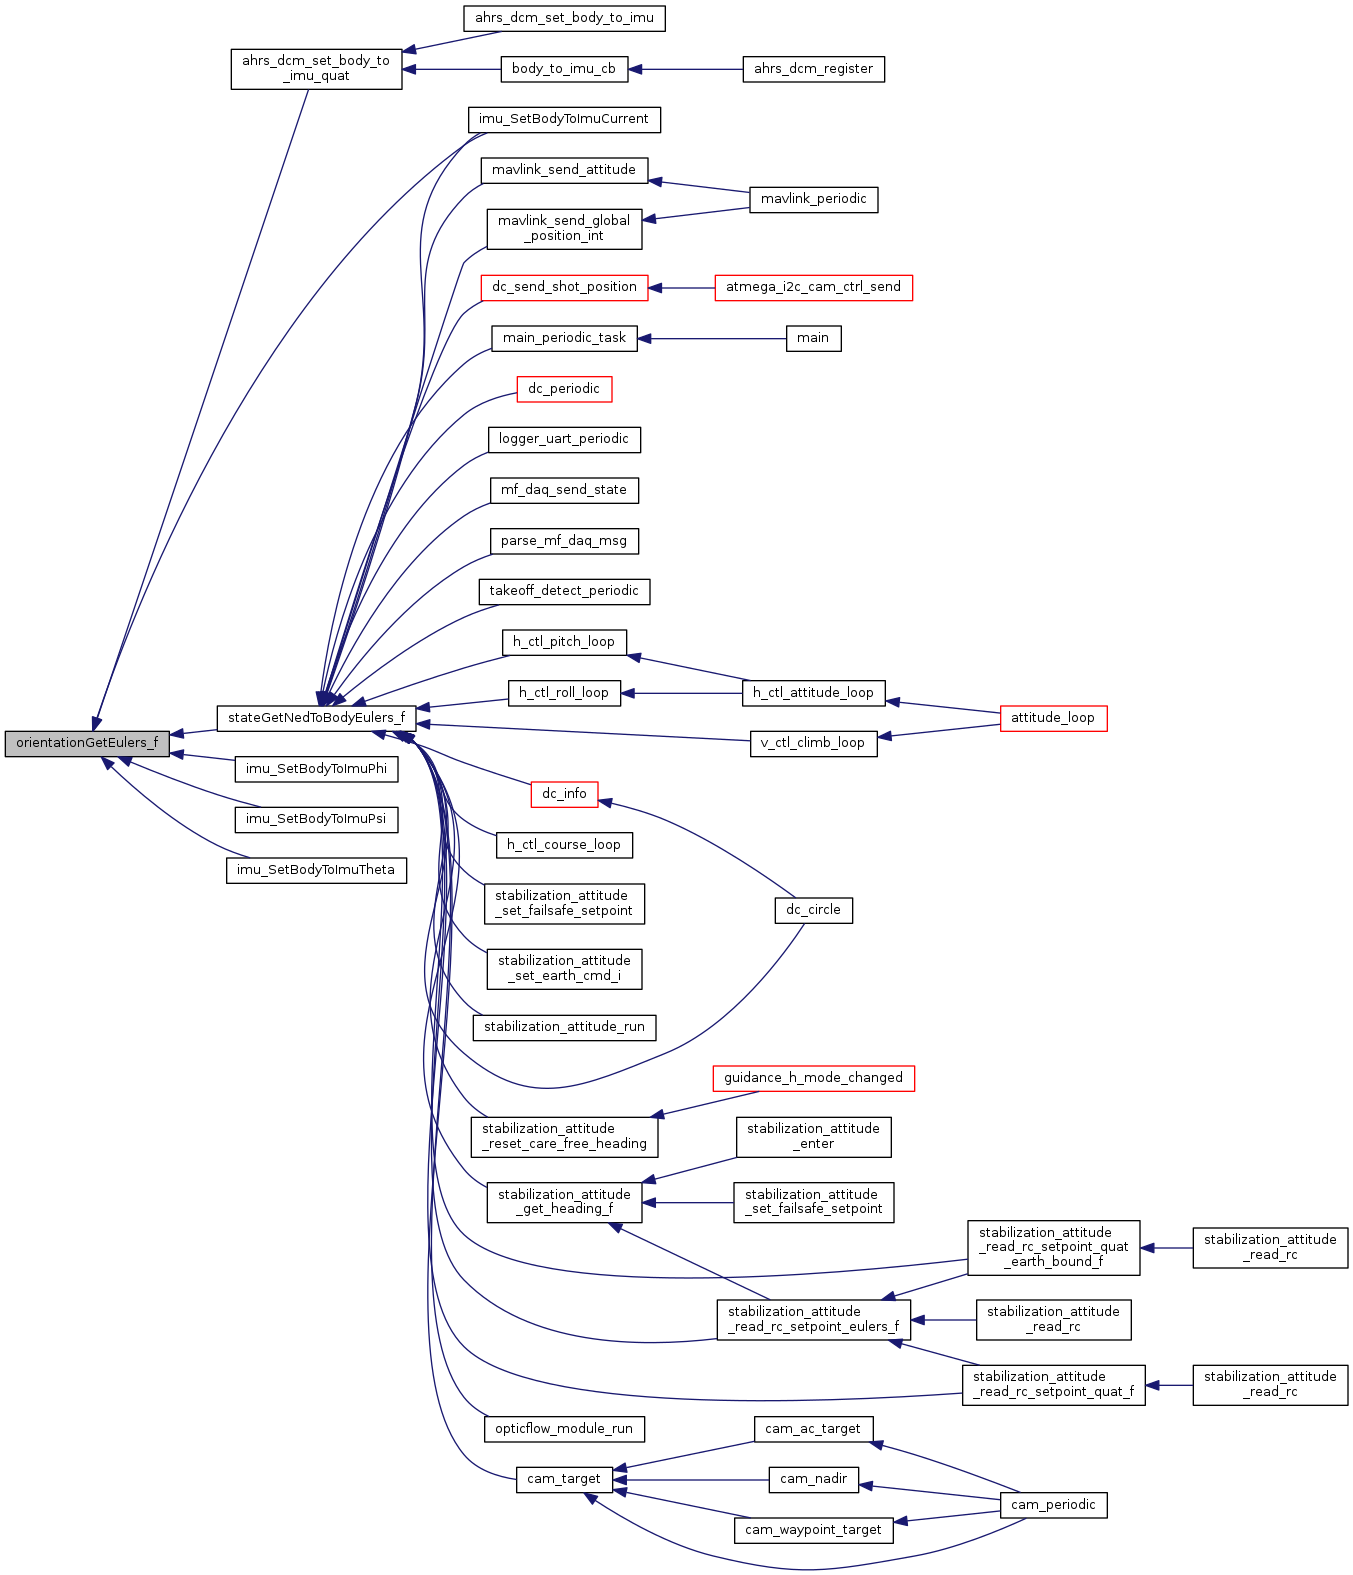 ahrs_dcm_set_body_to_imu
ahrs_dcm_set_body_to
_imu_quat
body_to_imu_cb
ahrs_dcm_register
imu_SetBodyToImuCurrent
mavlink_send_attitude
mavlink_periodic
mavlink_send_global
_position_int
dc_send_shot_position
atmega_i2c_cam_ctrl_send
main_periodic_task
main
dc_periodic
logger_uart_periodic
mf_daq_send_state
parse_mf_daq_msg
takeoff_detect_periodic
h_ctl_pitch_loop
h_ctl_roll_loop
h_ctl_attitude_loop
stateGetNedToBodyEulers_f
attitude_loop
orientationGetEulers_f
v_ctl_climb_loop
imu_SetBodyToImuPhi
dc_info
imu_SetBodyToImuPsi
h_ctl_course_loop
imu_SetBodyToImuTheta
stabilization_attitude
_set_failsafe_setpoint
dc_circle
stabilization_attitude
_set_earth_cmd_i
stabilization_attitude_run
guidance_h_mode_changed
stabilization_attitude
_reset_care_free_heading
stabilization_attitude
_enter
stabilization_attitude
_get_heading_f
stabilization_attitude
_set_failsafe_setpoint
stabilization_attitude
_read_rc_setpoint_quat
_earth_bound_f
stabilization_attitude
_read_rc
stabilization_attitude
_read_rc_setpoint_eulers_f
stabilization_attitude
_read_rc
stabilization_attitude
_read_rc_setpoint_quat_f
stabilization_attitude
_read_rc
opticflow_module_run
cam_ac_target
cam_target
cam_nadir
cam_periodic
cam_waypoint_target